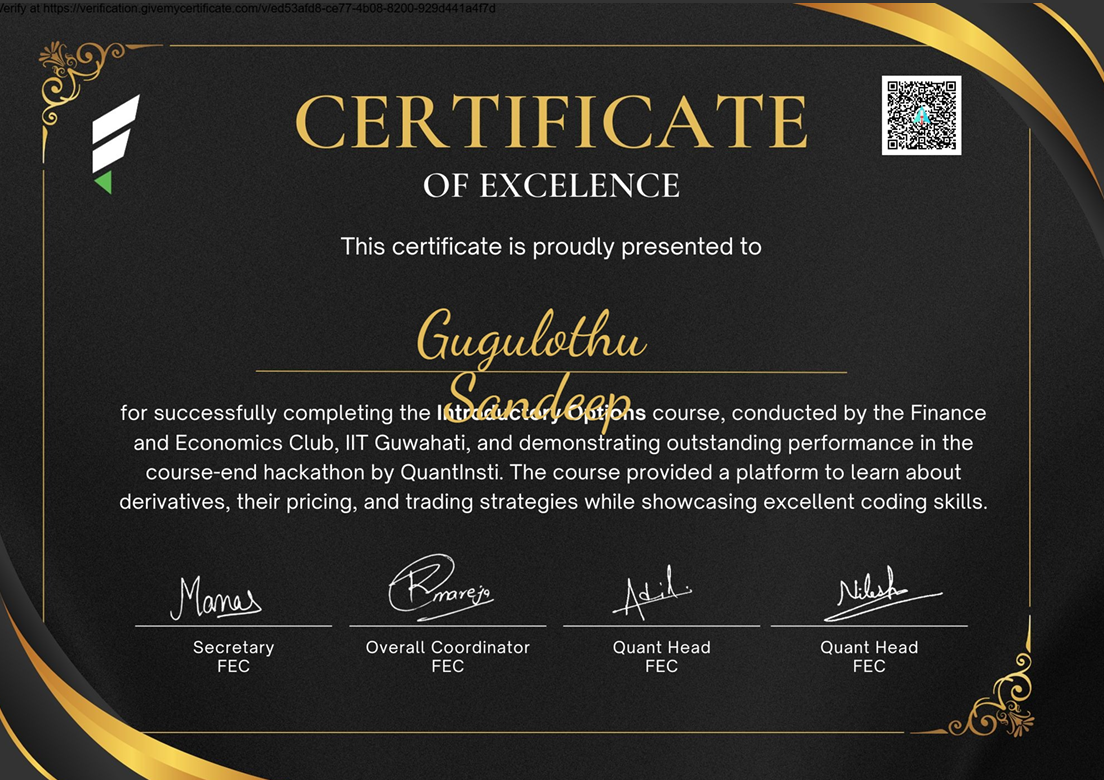 Verify at https://verification.givemycertificate.com/v/ed53afd8-ce77-4b08-8200-929d441a4f7d
CERTIFICATE
OF EXCELENCE
This certificate is proudly presented to
Gugulothu
Sandeep
for successfully completing the Introductory Options course, conducted by the Finance
and Economics Club, IIT Guwahati, and demonstrating outstanding performance in the
course-end hackathon by QuantInsti. The course provided a platform to learn about
derivatives, their pricing, and trading strategies while showcasing excellent coding skills.
Manas
Adil
Nilesh
Secretary
FEC
Overall Coordinator
FEC
Quant Head
FEC
Quant Head
FEC